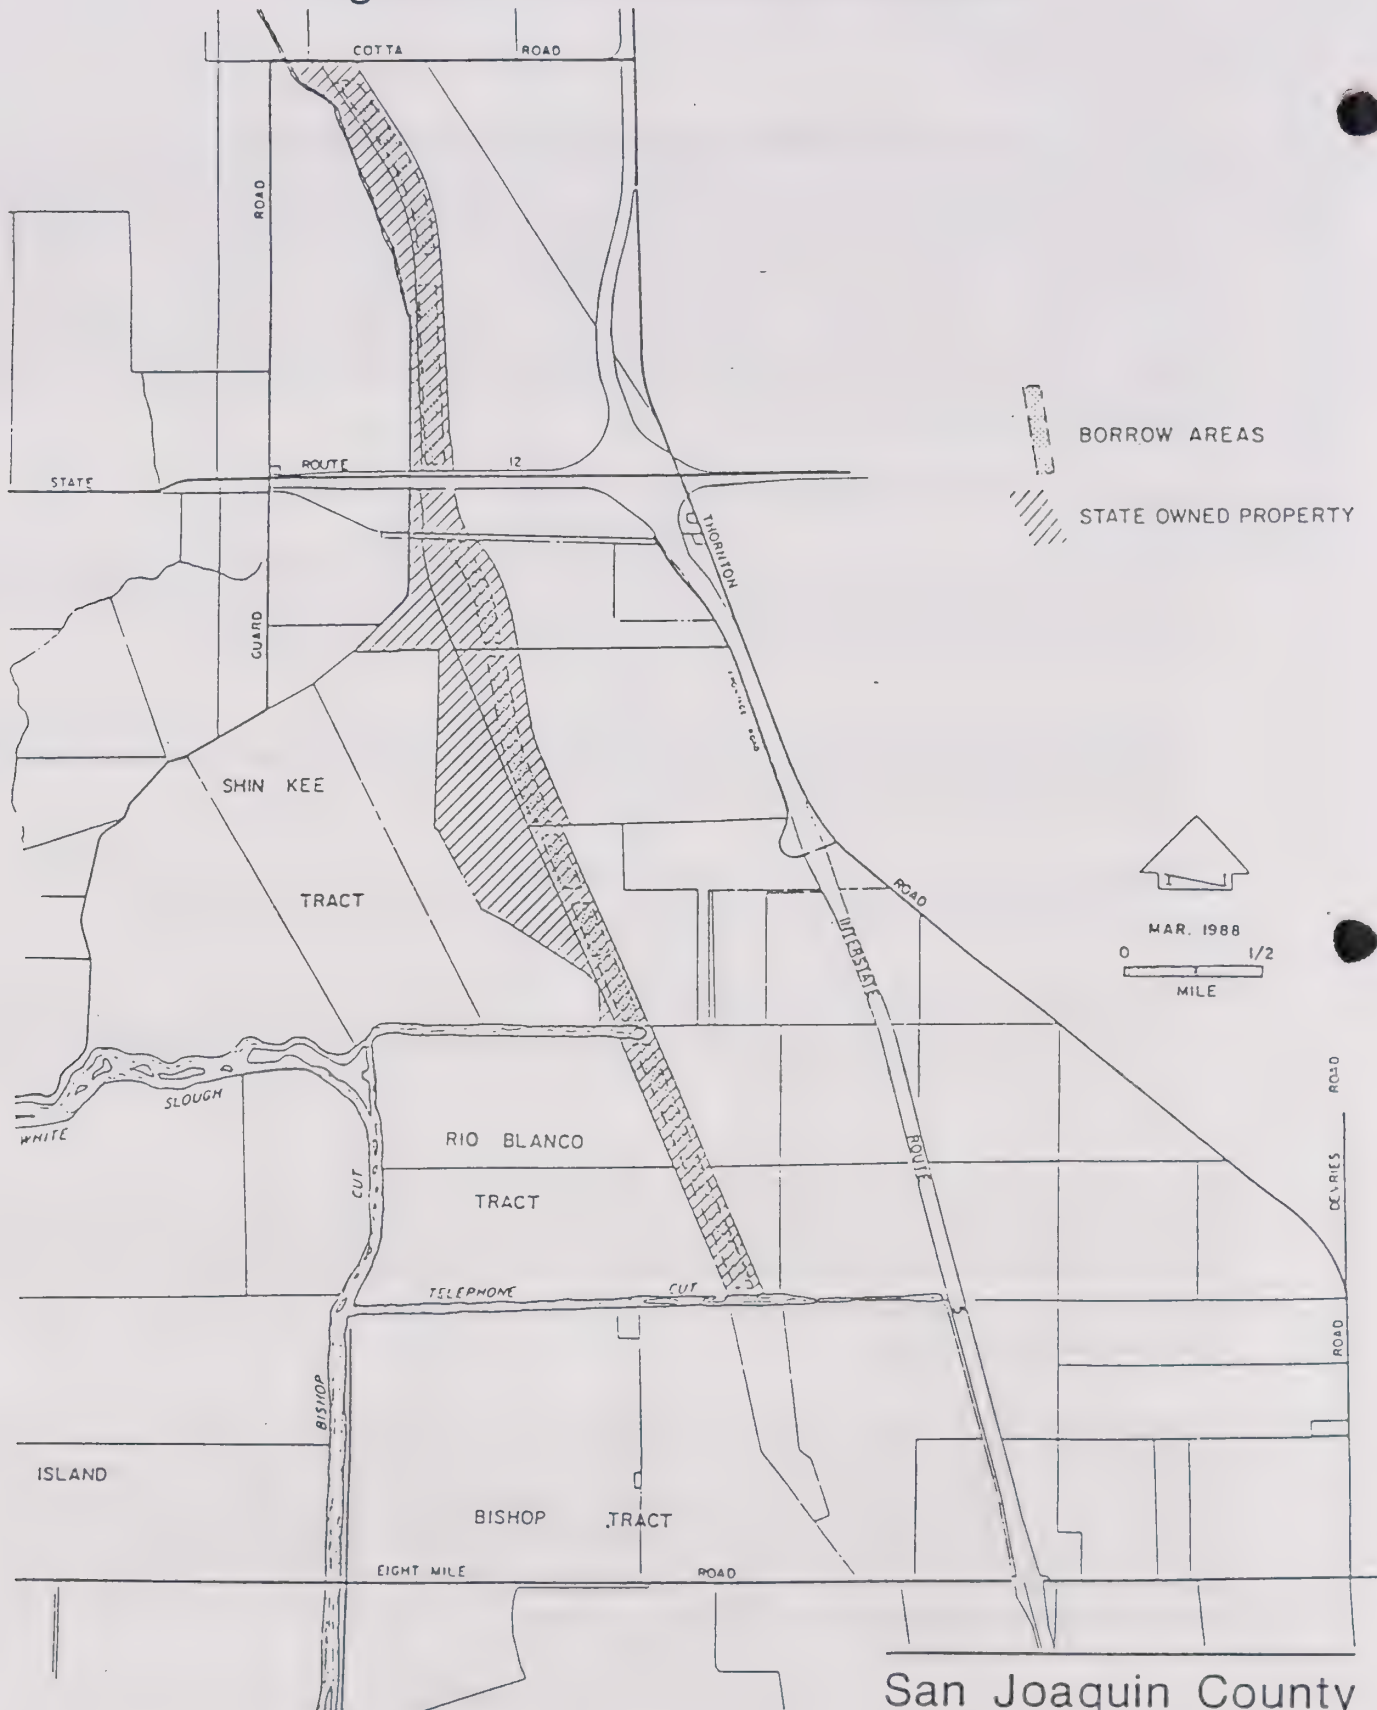 COTTA ROAD
ROAD
BORROW AREAS
STATE OWNED PROPERTY
STATE ROUTE 12
THORNTON
GUARD
SHIN KEE
TRACT
ROAD
INTERSTATE
MAR. 1988
0 1/2
MILE
WHITE SLOUGH
CUT
RIO BLANCO
TRACT
ROUTE
DEVRIES ROAD
TELEPHONE CUT
ROAD
BISHOP
ISLAND
BISHOP TRACT
EIGHT MILE ROAD
San Joaquin County